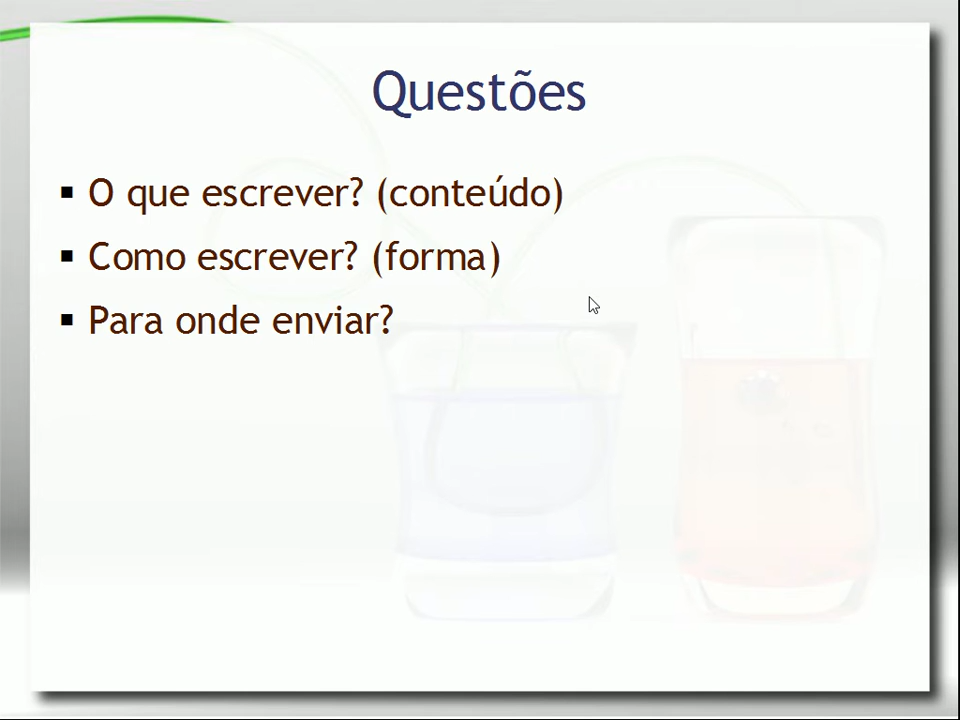 Questões
▪ O que escrever? (conteúdo)
▪ Como escrever? (forma)
▪ Para onde enviar?